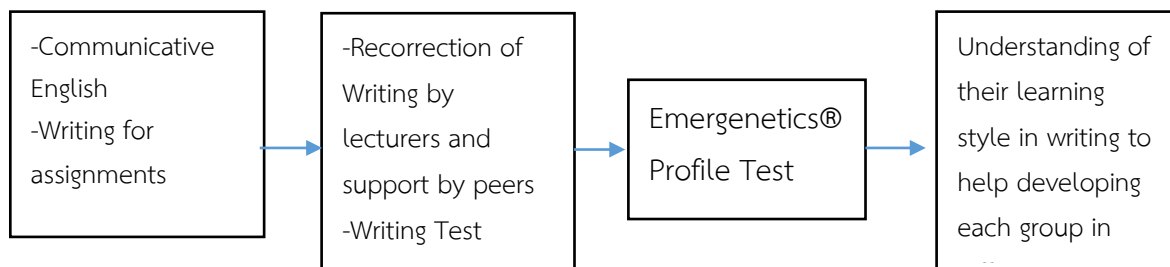 -Communicative
English
-Writing for
assignments
-Recorrection of
Writing by
lecturers and
support by peers
-Writing Test
Emergenetics®
Profile Test
Understanding of
their learning
style in writing to
help developing
each group in